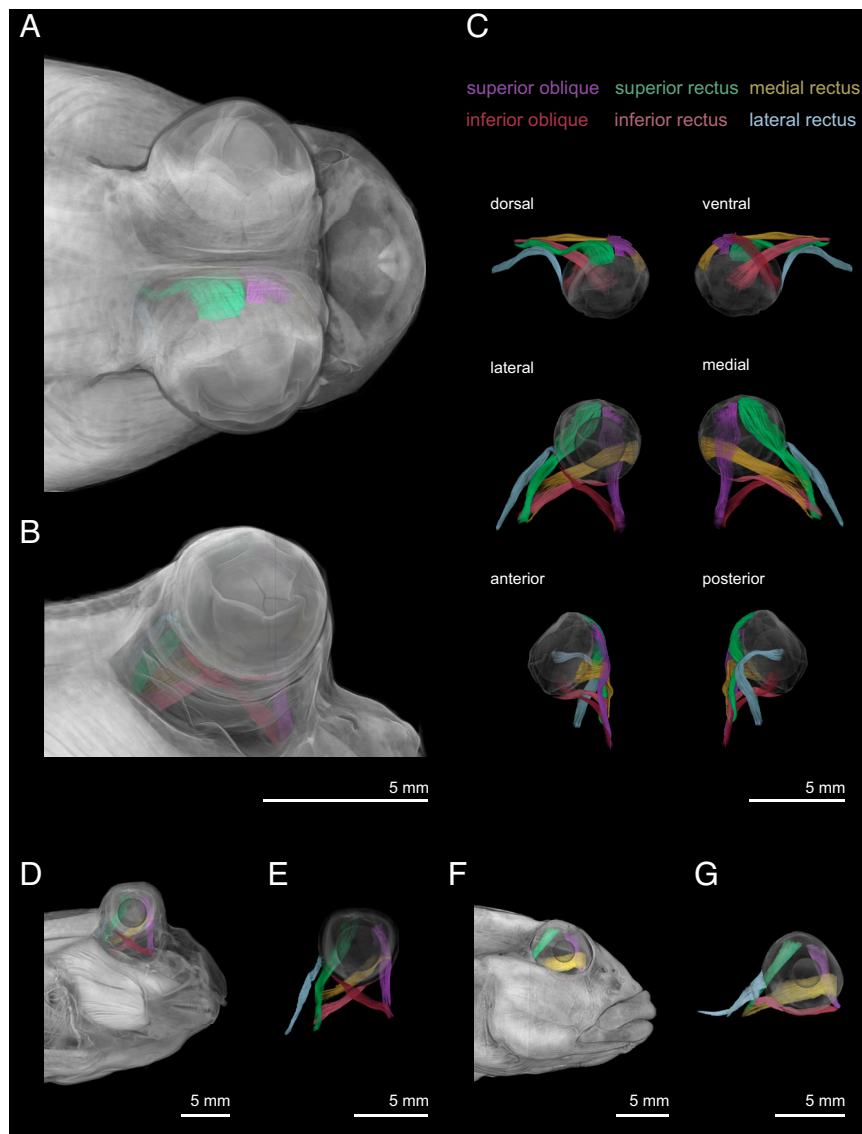 A
C
superior oblique superior rectus medial rectus
inferior oblique inferior rectus lateral rectus
dorsal ventral
lateral medial
B
anterior posterior
5 mm 5 mm
D E F G
5 mm 5 mm 5 mm 5 mm